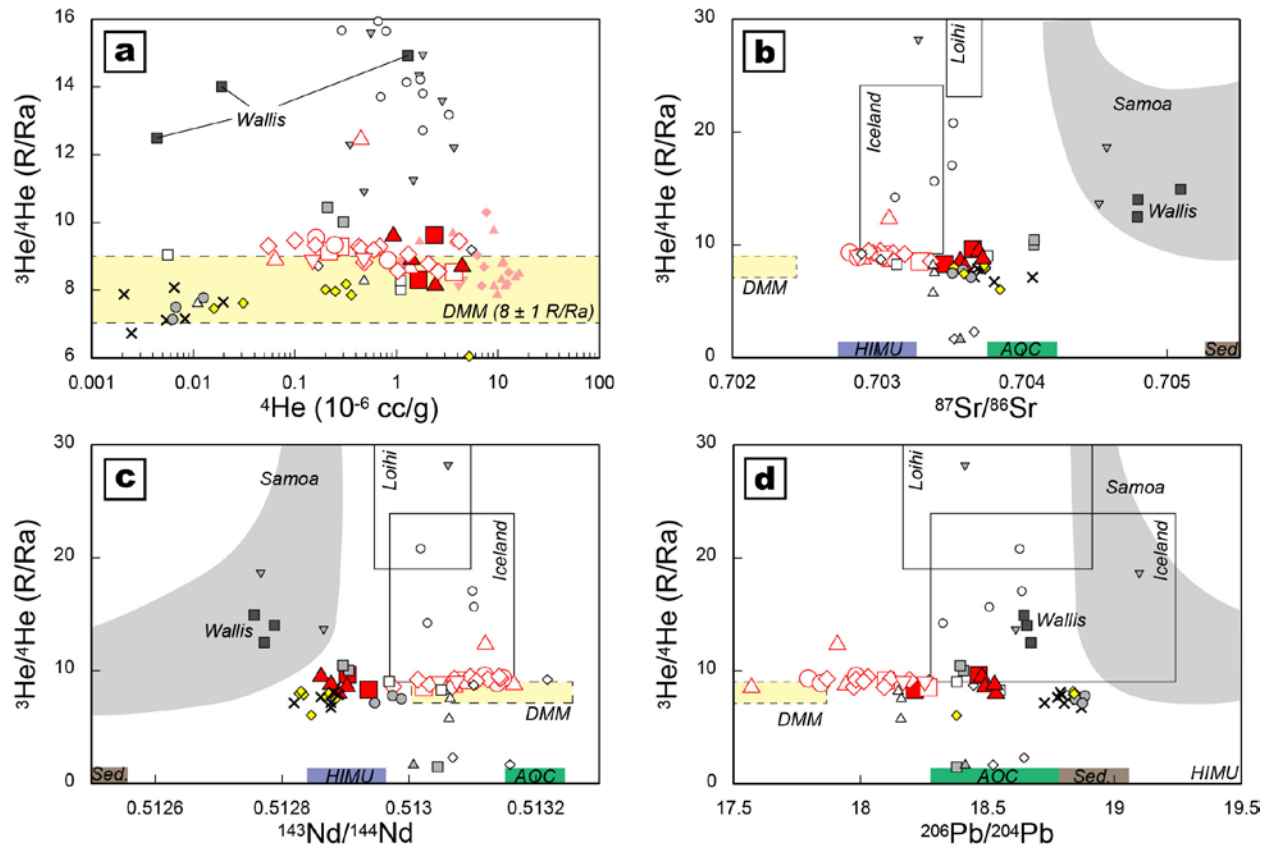 a
³He/⁴He (R/Ra)
16
14
12
10
8
6
Wallis
DMM (8 ± 1 R/Ra)
0.001
0.01
0.1
1
10
100
⁴He (10⁻⁶ cc/g)
b
³He/⁴He (R/Ra)
30
20
10
0
Loihi
Iceland
Samoa
Wallis
DMM
HIMU
AQC
Sed.
0.702
0.703
0.704
0.705
⁸⁷Sr/⁸⁶Sr
c
³He/⁴He (R/Ra)
30
20
10
0
Samoa
Loihi
Iceland
Wallis
DMM
Sed.
HIMU
AQC
0.5126
0.5128
0.513
0.5132
¹⁴³Nd/¹⁴⁴Nd
d
³He/⁴He (R/Ra)
30
20
10
0
Loihi
Samoa
Iceland
Wallis
DMM
AOC
Sed.
HIMU
17.5
18
18.5
19
19.5
²⁰⁶Pb/²⁰⁴Pb